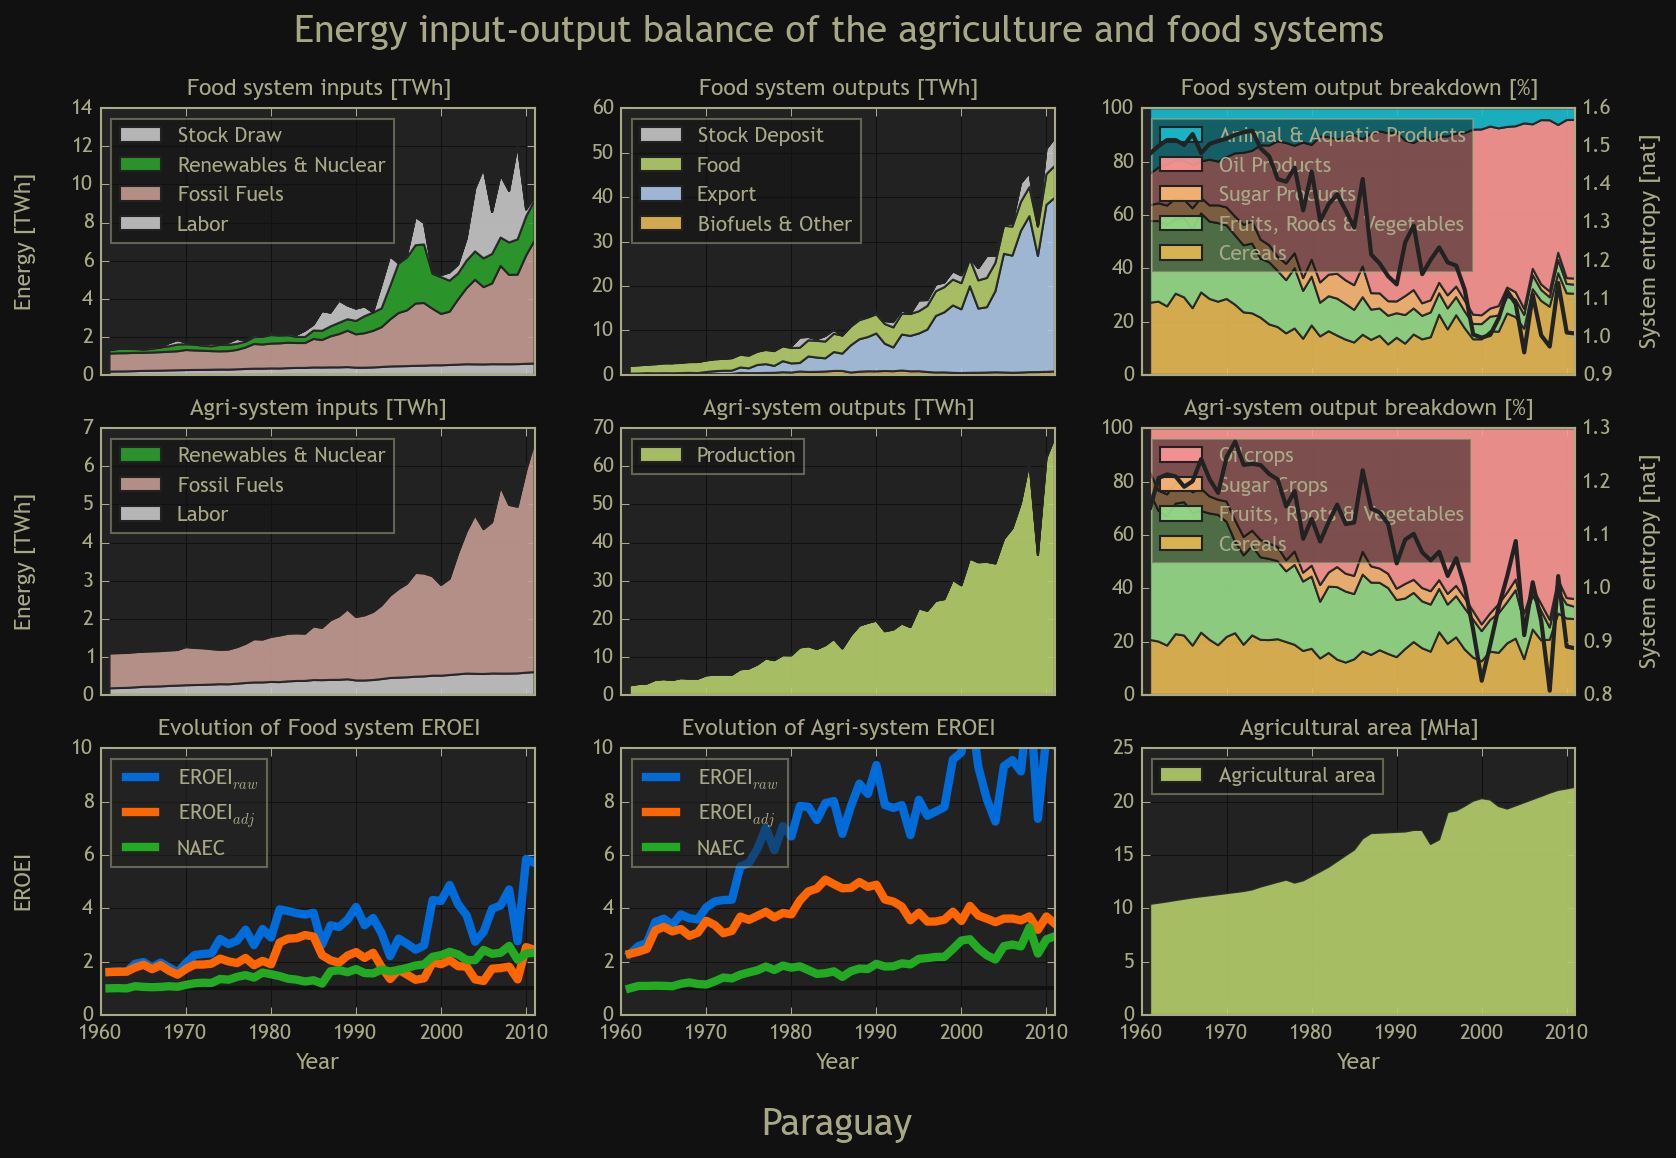 Energy input-output balance of the agriculture and food systems
Food system inputs [TWh]
Energy [TWh]
14
12
10
8
6
4
2
0
Stock Draw
Renewables & Nuclear
Fossil Fuels
Labor
Food system outputs [TWh]
60
50
40
30
20
10
0
Stock Deposit
Food
Export
Biofuels & Other
Food system output breakdown [%]
100
80
60
40
20
0
Animal & Aquatic Products
Oil Products
Sugar Products
Fruits, Roots & Vegetables
Cereals
1.6
1.5
1.4
1.3
1.2
1.1
1.0
0.9
System entropy [nat]
Agri-system inputs [TWh]
Energy [TWh]
7
6
5
4
3
2
1
0
Renewables & Nuclear
Fossil Fuels
Labor
Agri-system outputs [TWh]
70
60
50
40
30
20
10
0
Production
Agri-system output breakdown [%]
100
80
60
40
20
0
Oilcrops
Sugar Crops
Fruits, Roots & Vegetables
Cereals
1.3
1.2
1.1
1.0
0.9
0.8
System entropy [nat]
Evolution of Food system EROEI
EROEI
10
8
6
4
2
0
EROEI raw
EROEI adj
NAEC
1960 1970 1980 1990 2000 2010
Year
Evolution of Agri-system EROEI
10
8
6
4
2
0
EROEI raw
EROEI adj
NAEC
1960 1970 1980 1990 2000 2010
Year
Agricultural area [MHa]
25
20
15
10
5
0
Agricultural area
1960 1970 1980 1990 2000 2010
Year
Paraguay